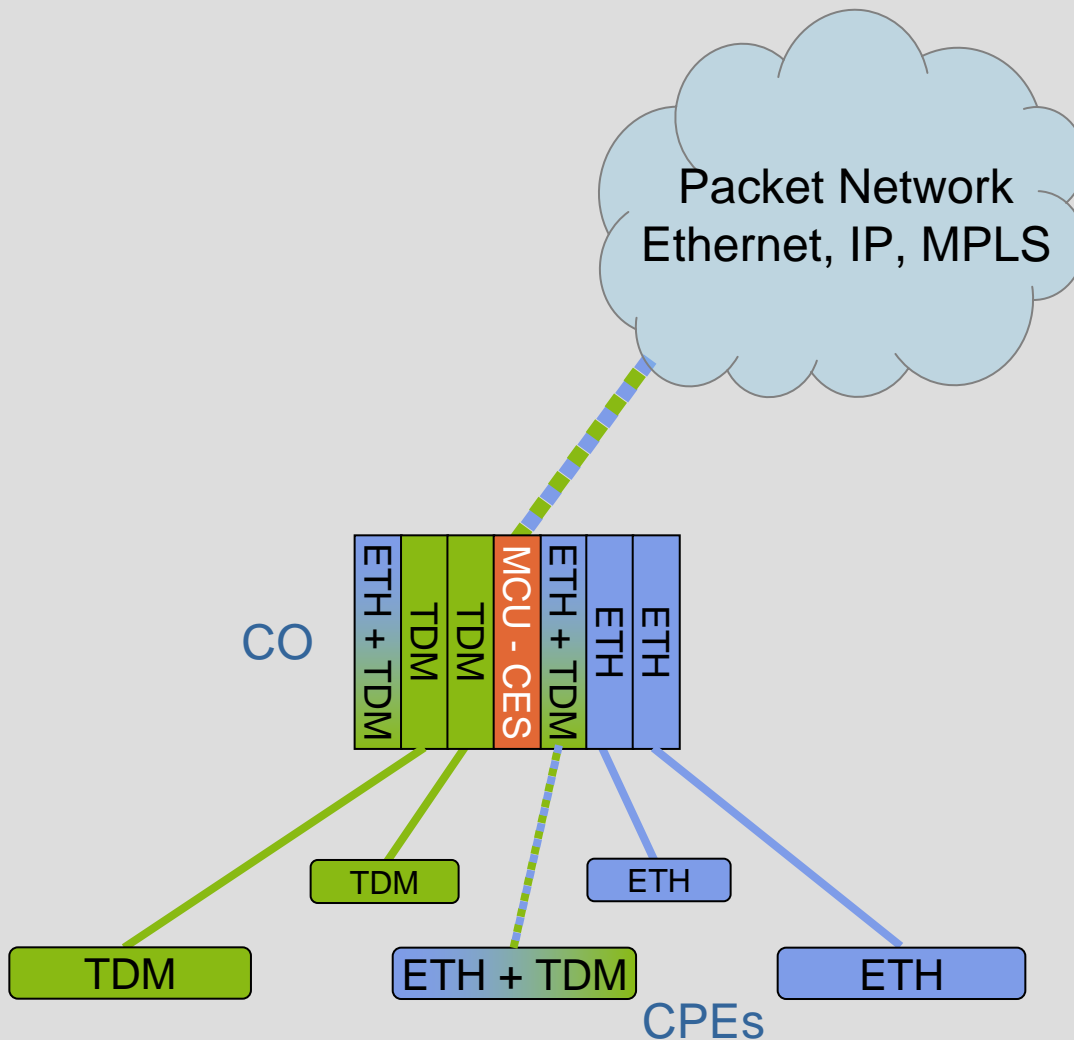 Packet Network
Ethernet, IP, MPLS
CO
ETH + TDM
TDM
TDM
MCU - CES
ETH + TDM
ETH
ETH
TDM
ETH
TDM
ETH + TDM
ETH
CPEs